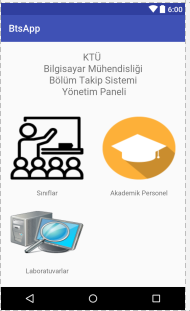 6:00
BtsApp
KTÜ
Bilgisayar Mühendisliği
Bölüm Takip Sistemi
Yönetim Paneli
Sınıflar
Akademik Personel
Laboratuvarlar